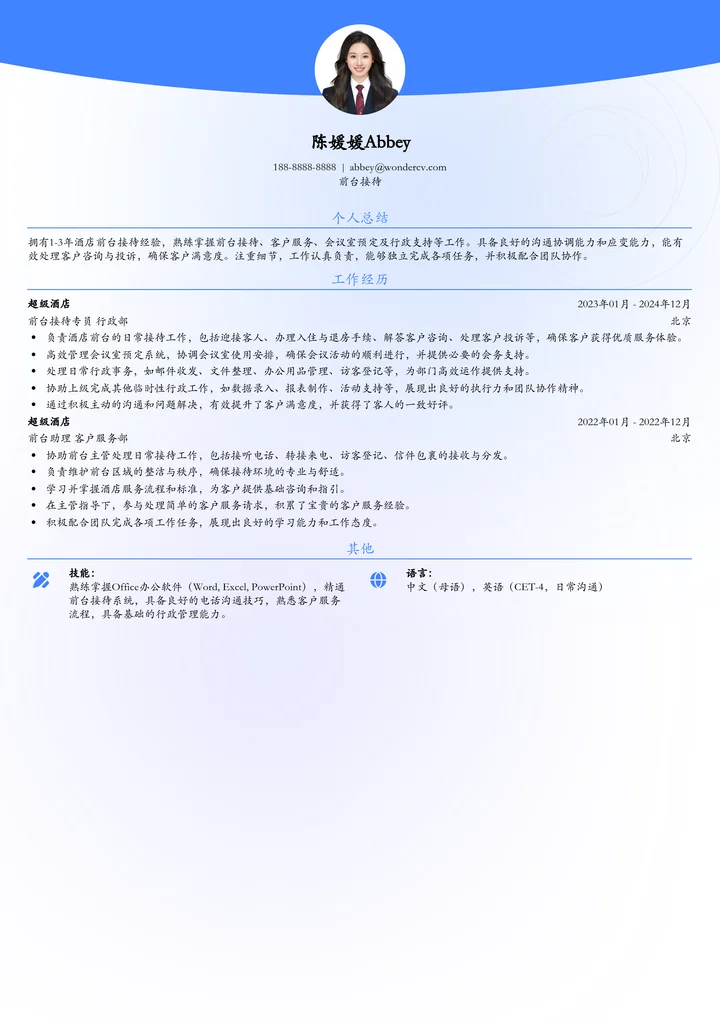 陈媛媛Abbey
188-8888-8888 | abbey@wondercv.com
前台接待
个人总结
拥有1-3年酒店前台接待经验，熟练掌握前台接待、客户服务、会议室预定及行政支持等工作。具备良好的沟通协调能力和应变能力，能有
效处理客户咨询与投诉，确保客户满意度。注重细节，工作认真负责，能够独立完成各项任务，并积极配合团队协作。
工作经历
超级酒店 2023年01月 - 2024年12月
前台接待专员 行政部 北京
• 负责酒店前台的日常接待工作，包括迎接客人、办理入住与退房手续、解答客户咨询、处理客户投诉等，确保客户获得优质服务体验。
• 高效管理会议室预定系统，协调会议室使用安排，确保会议活动的顺利进行，并提供必要的会务支持。
• 处理日常行政事务，如邮件收发、文件整理、办公用品管理、访客登记等，为部门高效运作提供支持。
• 协助上级完成其他临时性行政工作，如数据录入、报表制作、活动支持等，展现出良好的执行力和团队协作精神。
• 通过积极主动的沟通和问题解决，有效提升了客户满意度，并获得了客人的一致好评。
超级酒店 2022年01月 - 2022年12月
前台助理 客户服务部 北京
• 协助前台主管处理日常接待工作，包括接听电话、转接来电、访客登记、信件包裹的接收与分发。
• 负责维护前台区域的整洁与秩序，确保接待环境的专业与舒适。
• 学习并掌握酒店服务流程和标准，为客户提供基础咨询和指引。
• 在主管指导下，参与处理简单的客户服务请求，积累了宝贵的客户服务经验。
• 积极配合团队完成各项工作任务，展现出良好的学习能力和工作态度。
其他
技能：
熟练掌握Office办公软件（Word, Excel, PowerPoint），精通
前台接待系统，具备良好的电话沟通技巧，熟悉客户服务
流程，具备基础的行政管理能力。
语言：
中文（母语），英语（CET-4，日常沟通）